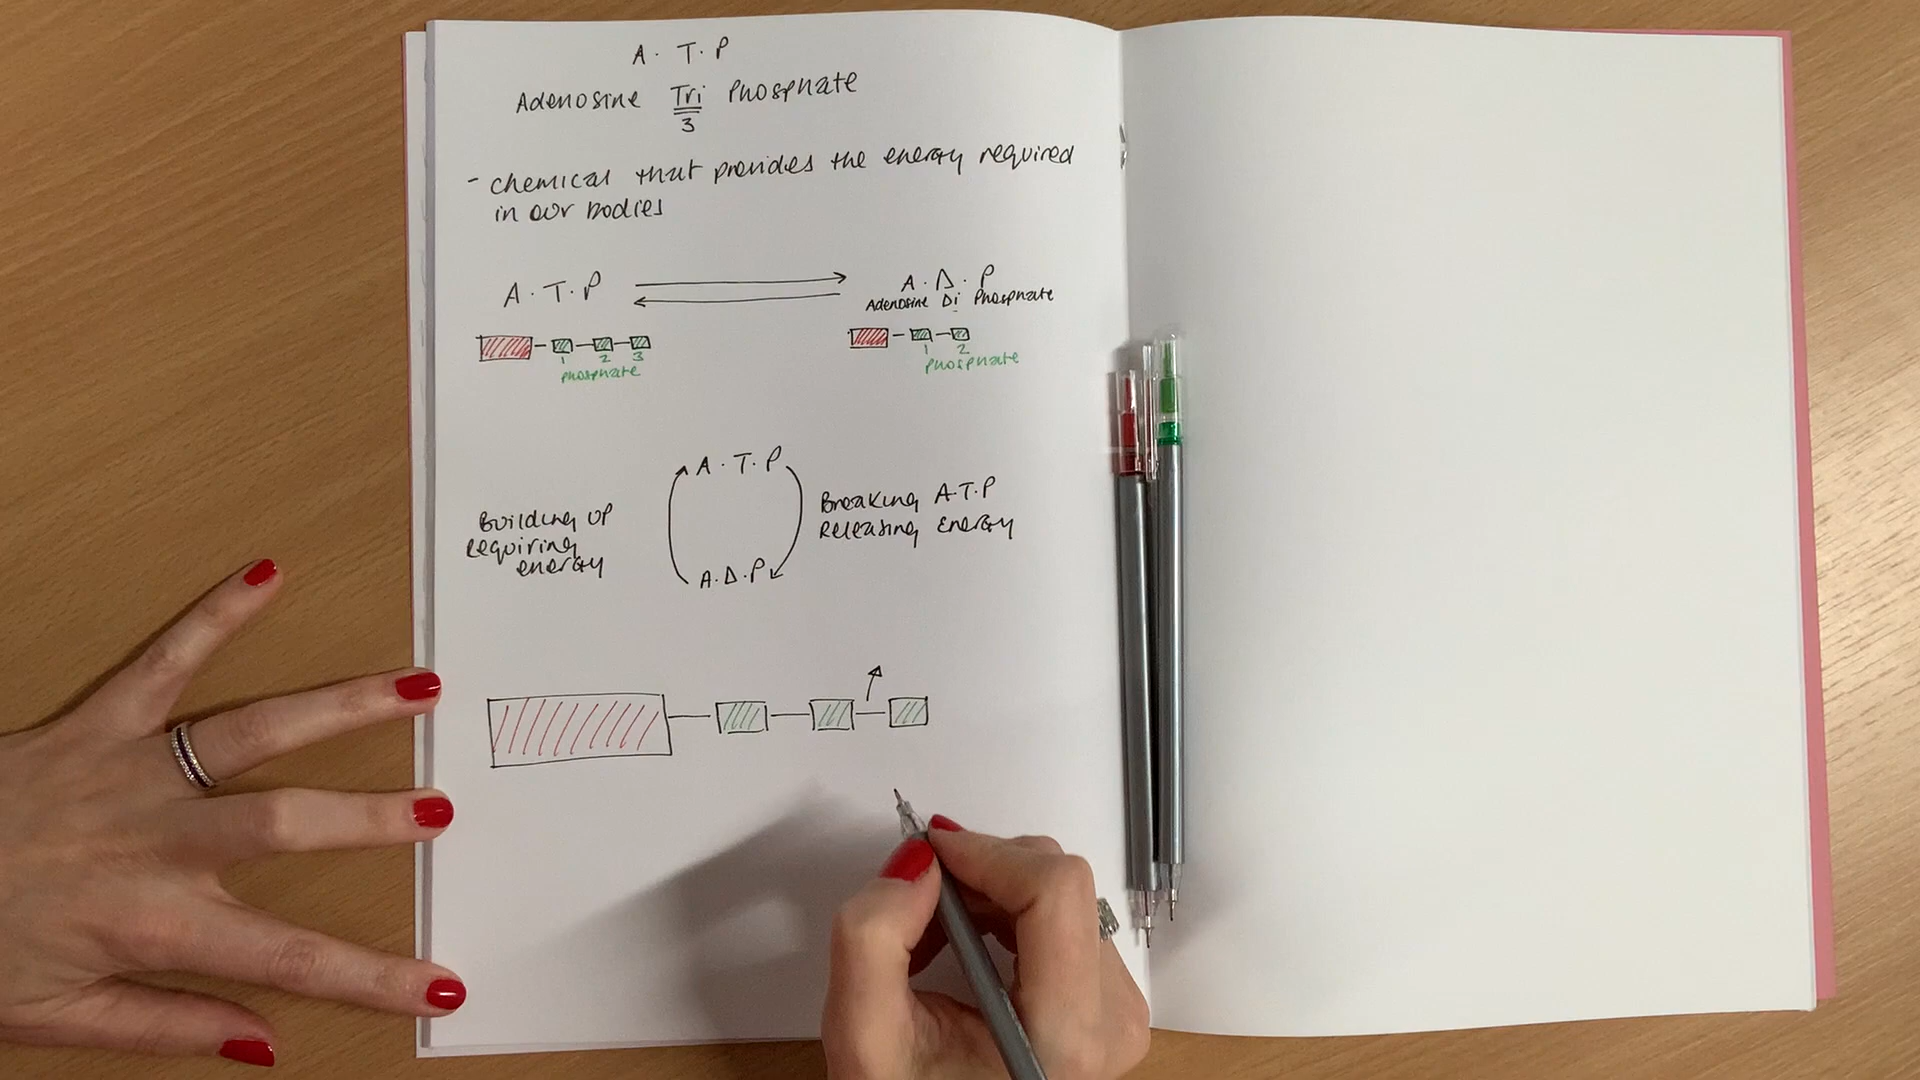 A. T. P
Adenosine Tri Phosphate
3
- chemical that provides the energy required
in our bodies
A. T. P
A. D. P
Adenosine Di Phosphate
1 2 3
phosphate
1 2
phosphate
A. T. P
Building up
requiring
energy
Breaking A.T.P
Releasing Energy
A. D. P